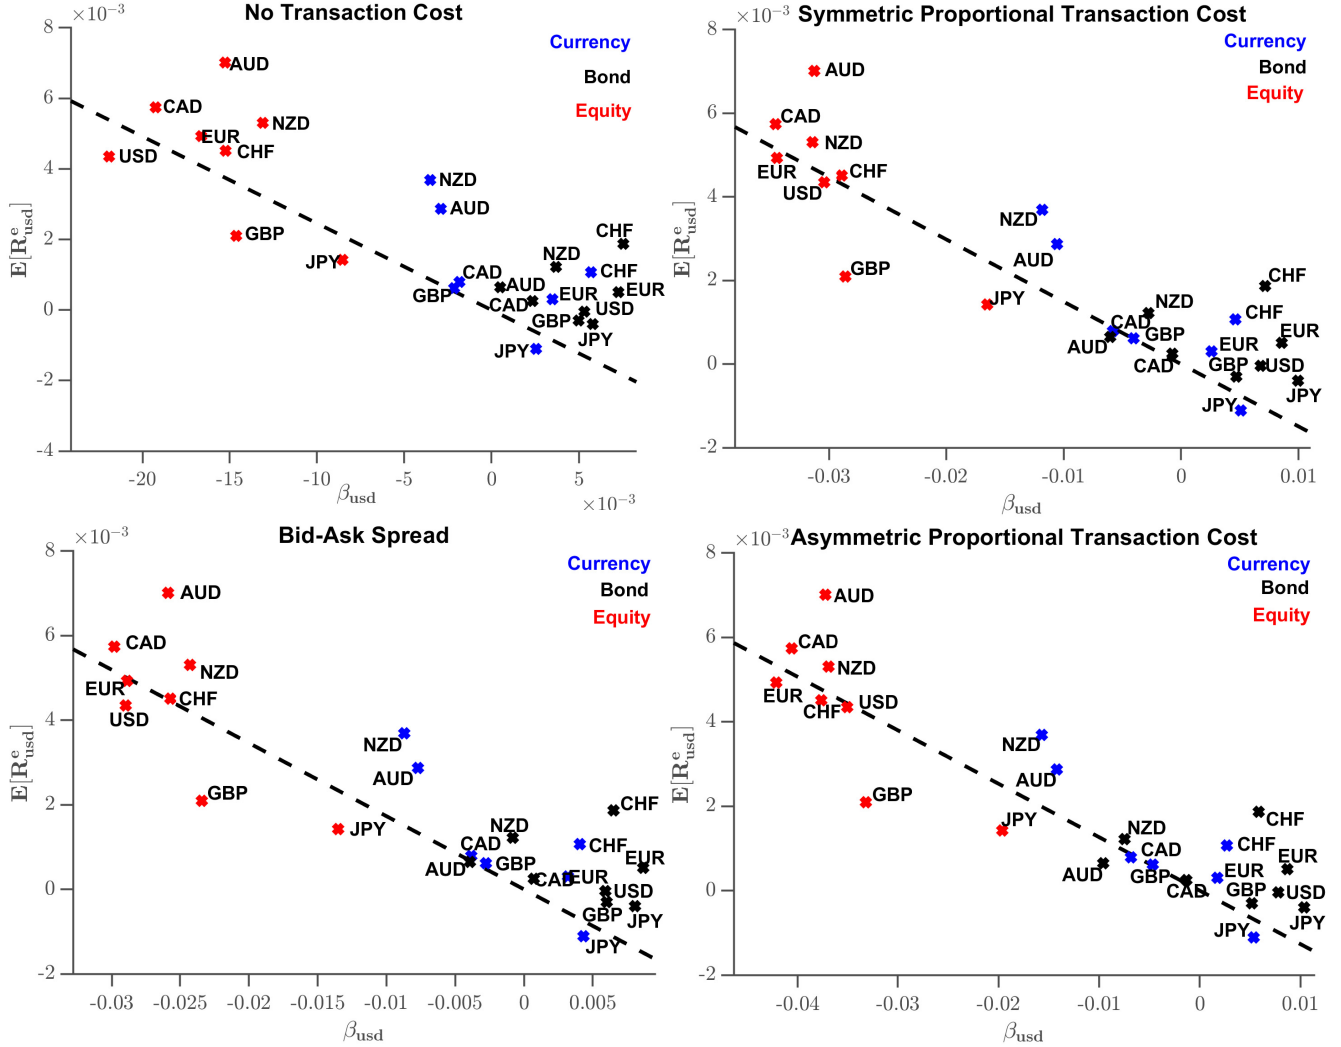 No Transaction Cost
×10⁻³
8
6
4
2
0
-2
-4
E[R^e_usd]
Currency
Bond
Equity
AUD
CAD
NZD
EUR
CHF
USD
NZD
AUD
GBP
CHF
JPY
NZD
CAD
CHF
AUD
EUR
GBP
EUR
CAD
USD
GBP
JPY
JPY
-20
-15
-10
-5
0
5
β_usd
×10⁻³
Symmetric Proportional Transaction Cost
×10⁻³
8
6
4
2
0
-2
E[R^e_usd]
Currency
Bond
Equity
AUD
CAD
NZD
EUR
CHF
USD
NZD
AUD
GBP
CHF
JPY
NZD
CHF
CAD
GBP
EUR
AUD
EUR
CAD
GBP
USD
JPY
JPY
-0.03
-0.02
-0.01
0
0.01
β_usd
Bid-Ask Spread
×10⁻³
8
6
4
2
0
-2
E[R^e_usd]
Currency
Bond
Equity
AUD
CAD
NZD
EUR
CHF
USD
NZD
AUD
GBP
CHF
JPY
NZD
CAD
CHF
EUR
AUD
GBP
CAD
EUR
USD
GBP
JPY
JPY
-0.03
-0.025
-0.02
-0.015
-0.01
-0.005
0
0.005
β_usd
Asymmetric Proportional Transaction Cost
×10⁻³
8
6
4
2
0
-2
E[R^e_usd]
Currency
Bond
Equity
AUD
CAD
NZD
EUR
CHF
USD
NZD
AUD
GBP
JPY
CHF
NZD
CAD
CHF
EUR
AUD
GBP
EUR
CAD
GBP
USD
JPY
JPY
-0.04
-0.03
-0.02
-0.01
0
0.01
β_usd